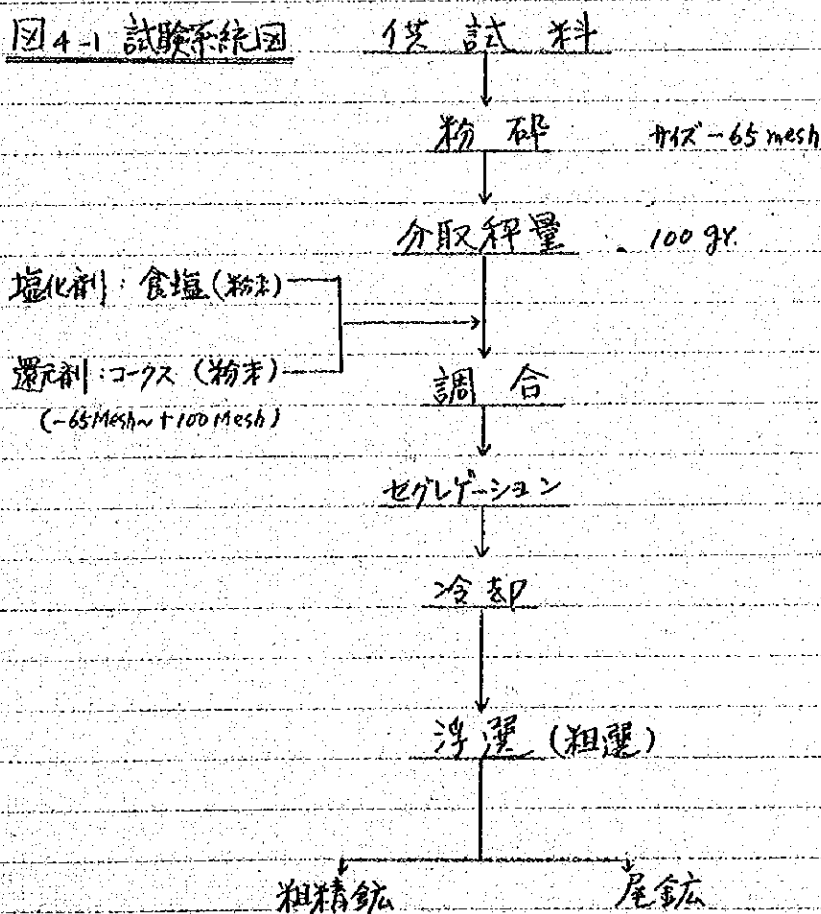 図4-1 試験系統図
供試料
粉砕 サイズ -65 mesh
分取秤量 100 gr.
塩化剤:食塩(粉末)
還元剤:コークス(粉末)
(-65Mesh~+100Mesh)
調合
セグレゲーション
冷却
浮選(粗選)
粗精鉱 尾鉱